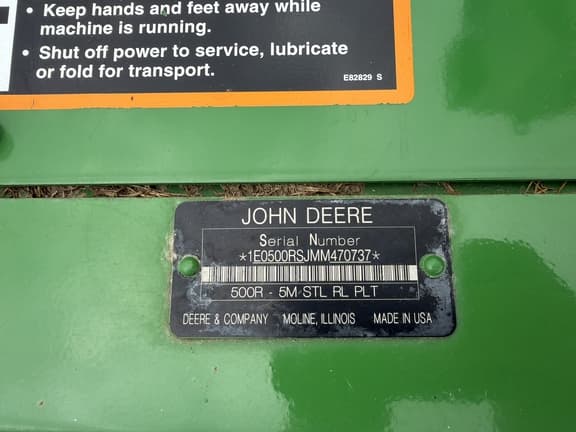 • Keep hands and feet away while
machine is running.
• Shut off power to service, lubricate
or fold for transport.
E82829 S
JOHN DEERE
Serial Number
*1E0500RSJMM470737*
500R - 5M STL RL PLT
DEERE & COMPANY MOLINE, ILLINOIS MADE IN USA